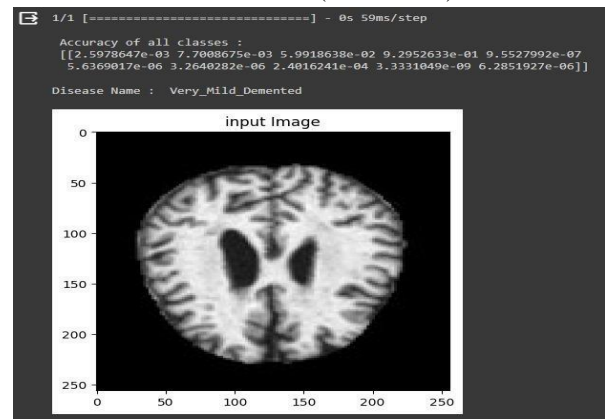 1/1 [==============================] - 0s 59ms/step
Accuracy of all classes :
[[2.5978647e-03 7.7008675e-03 5.9918638e-02 9.2952633e-01 9.5527992e-07
5.6369017e-06 3.2640282e-06 2.4016241e-04 3.3331049e-09 6.2851927e-06]]
Disease Name :  Very_Mild_Demented
input Image
0
50
100
150
200
250
0 50 100 150 200 250